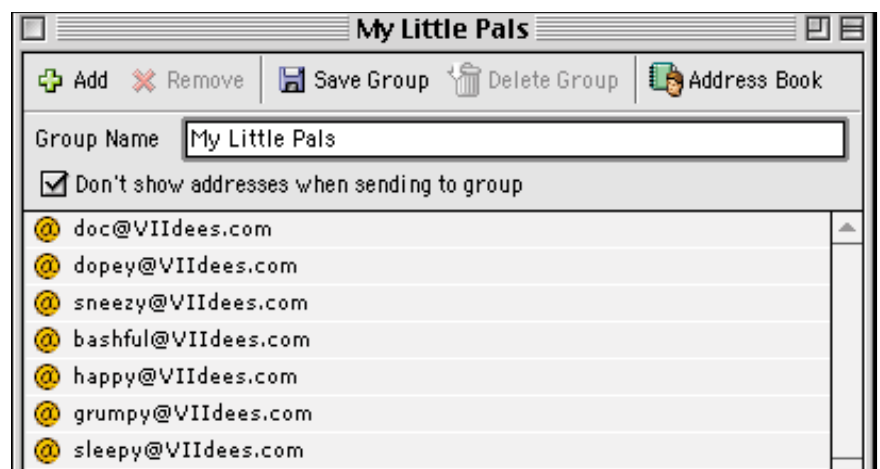 My Little Pals
Add Remove Save Group Delete Group Address Book
Group Name My Little Pals
Don't show addresses when sending to group
@ doc@VIIdees.com
@ dopey@VIIdees.com
@ sneezy@VIIdees.com
@ bashful@VIIdees.com
@ happy@VIIdees.com
@ grumpy@VIIdees.com
@ sleepy@VIIdees.com